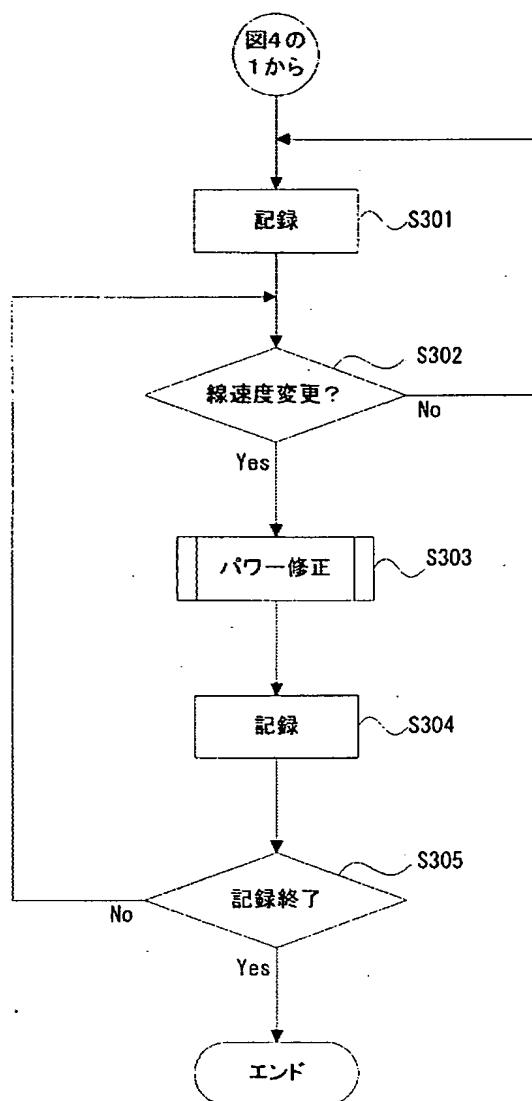 図4の
1から
記録
S301
S302
線速度変更？
No
Yes
パワー修正
S303
記録
S304
S305
記録終了
No
Yes
エンド